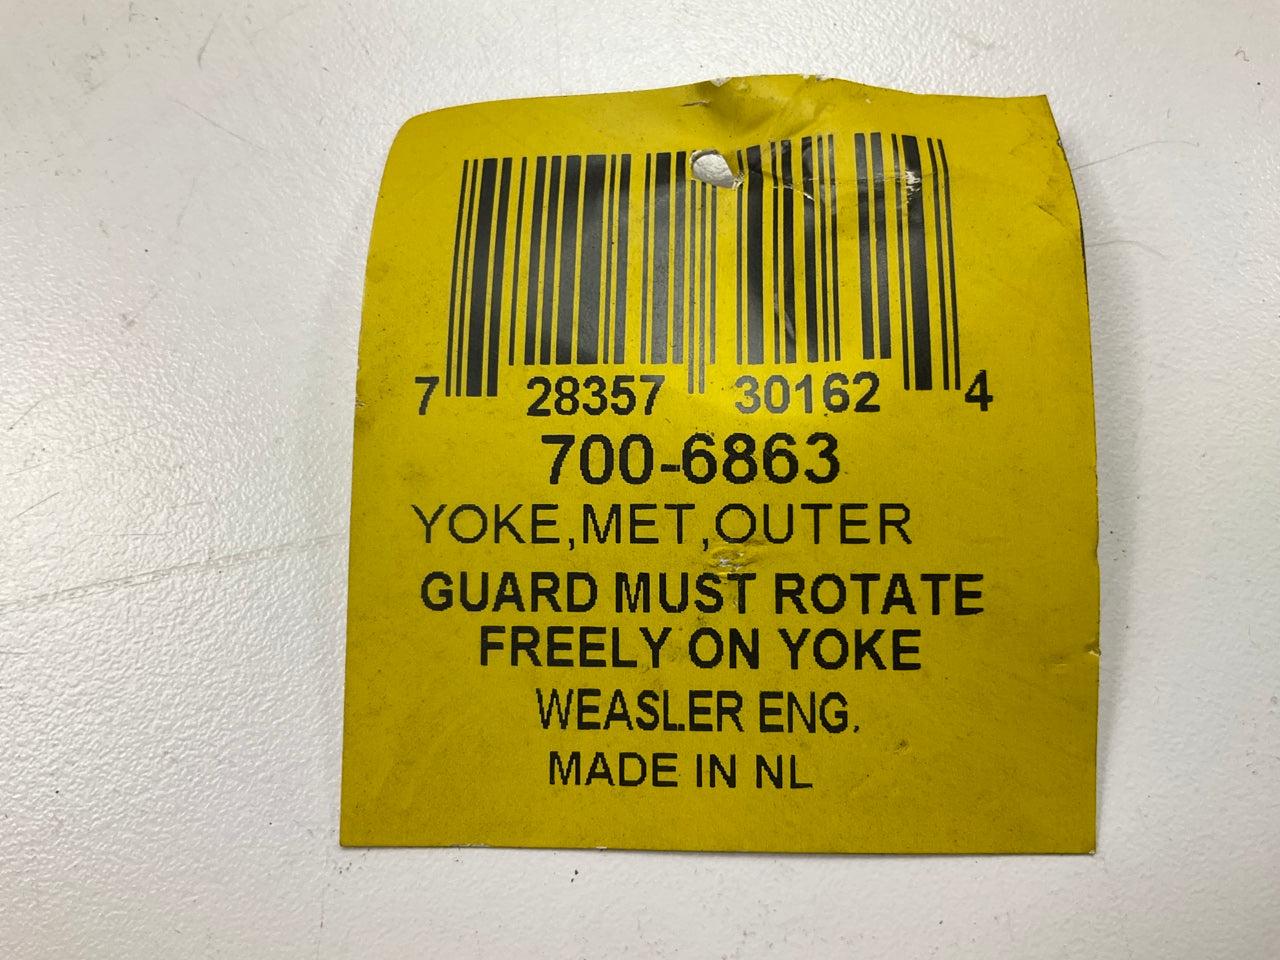 7 28357 30162 4
700-6863
YOKE,MET,OUTER
GUARD MUST ROTATE
FREELY ON YOKE
WEASLER ENG.
MADE IN NL